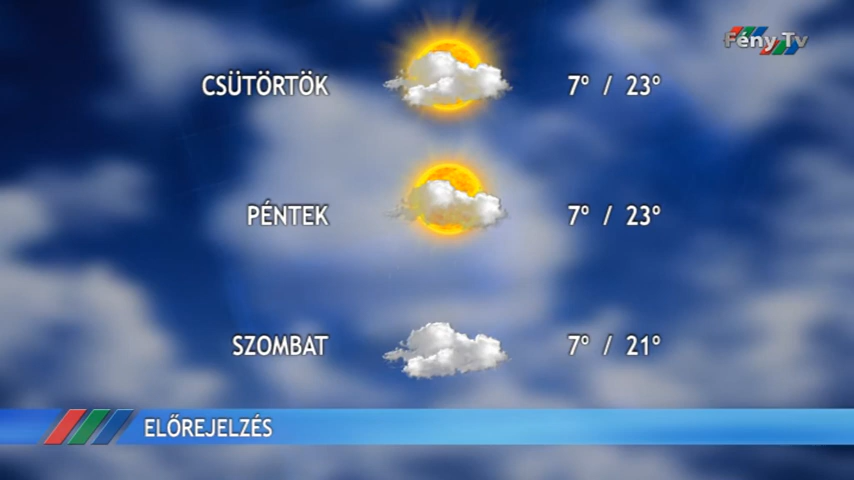 Fény Tv
CSÜTÖRTÖK 7° / 23°
PÉNTEK 7° / 23°
SZOMBAT 7° / 21°
ELŐREJELZÉS